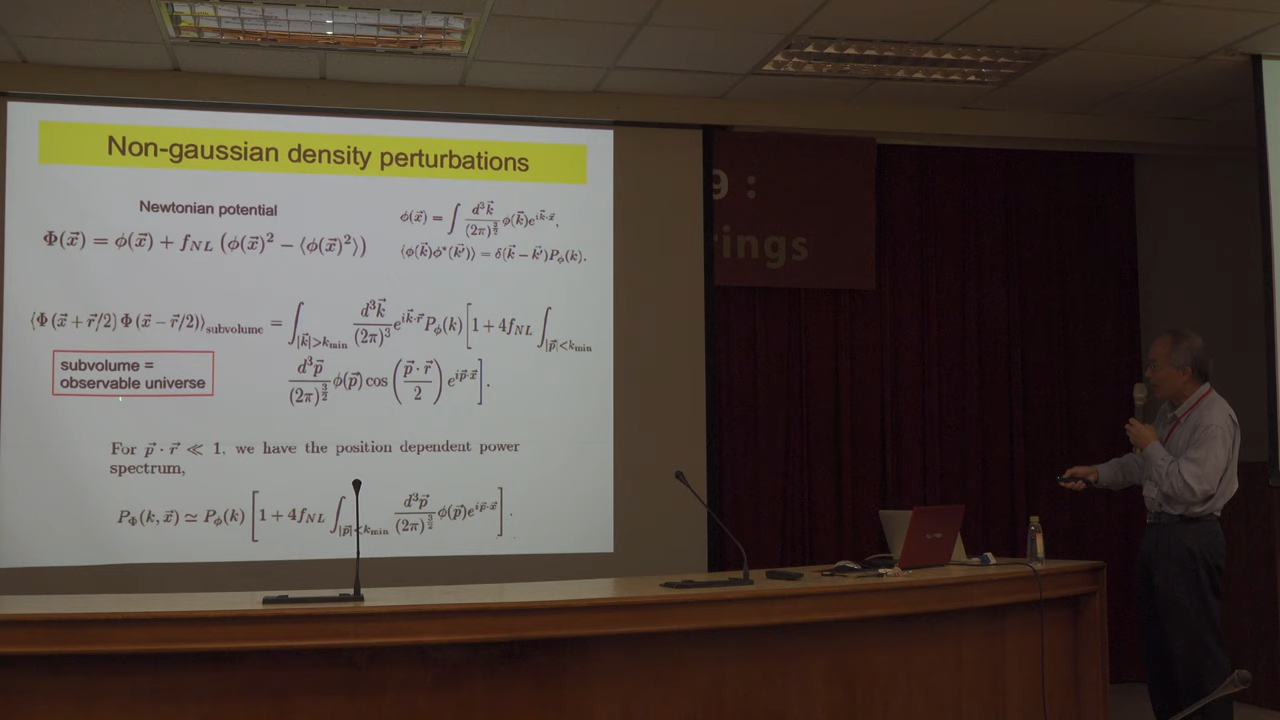 Non-gaussian density perturbations
Newtonian potential
Φ(x⃗) = ϕ(x⃗) + f_NL (ϕ(x⃗)² − ⟨ϕ(x⃗)²⟩)
ϕ(x⃗) = ∫ d³k⃗/(2π)^{3/2} ϕ(k⃗)e^{ik⃗·x⃗},
⟨ϕ(k⃗)ϕ*(k⃗′)⟩ = δ(k⃗ − k⃗′)P_ϕ(k).
⟨Φ(x⃗ + r⃗/2) Φ(x⃗ − r⃗/2)⟩_subvolume = ∫_{|k⃗|>k_min} d³k⃗/(2π)³ e^{ik⃗·r⃗} P_ϕ(k) [1 + 4f_NL ∫_{|p⃗|<k_min}
d³p⃗/(2π)^{3/2} ϕ(p⃗) cos (p⃗ · r⃗/2) e^{ip⃗·x⃗}].
subvolume =
observable universe
For p⃗ · r⃗ ≪ 1, we have the position dependent power
spectrum,
P_Φ(k, x⃗) ≃ P_ϕ(k) [1 + 4f_NL ∫_{|p⃗|<k_min} d³p⃗/(2π)^{3/2} ϕ(p⃗)e^{ip⃗·x⃗}].
9 :
ings